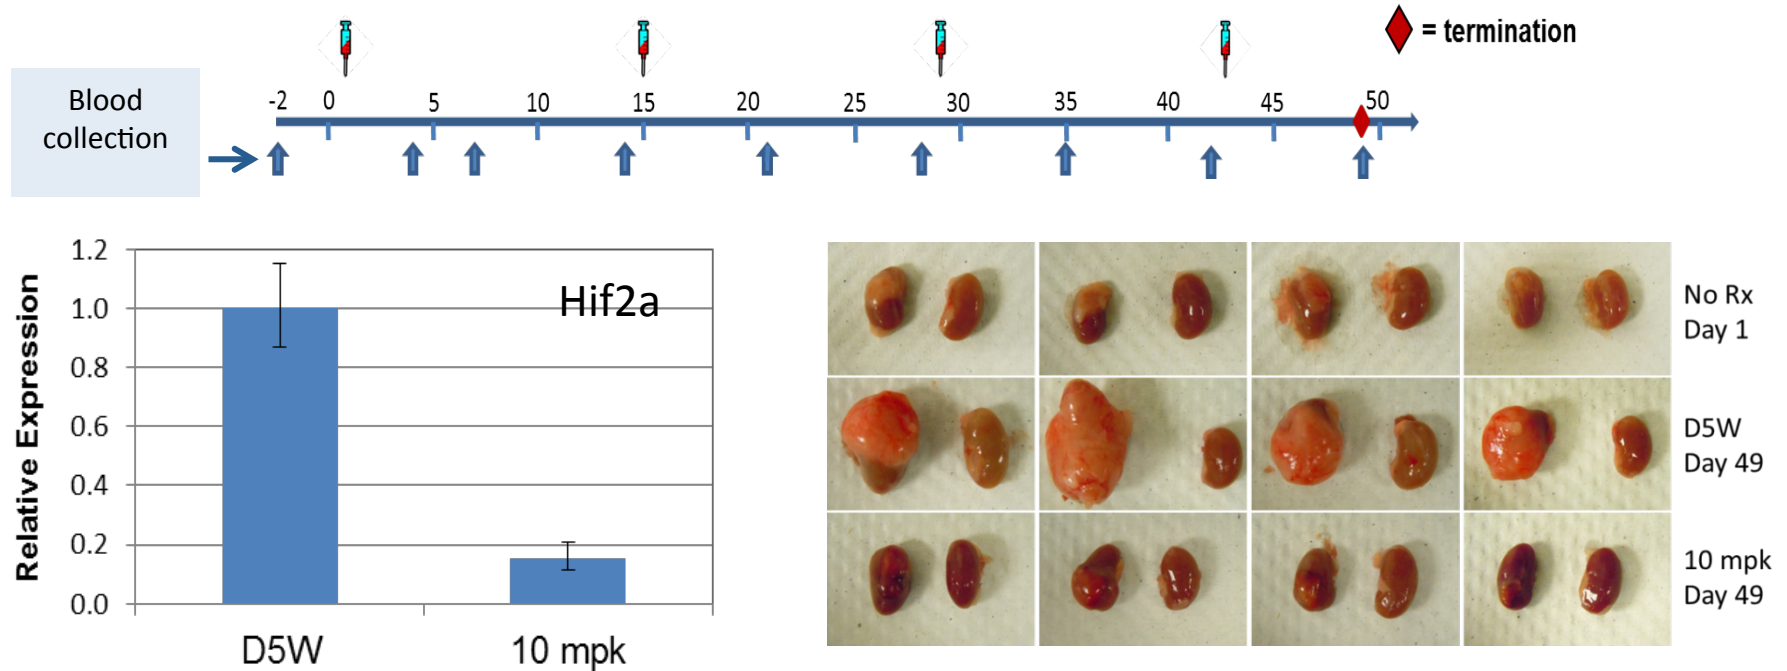 = termination
Blood
collection
-2 0 5 10 15 20 25 30 35 40 45 50
1.2
1.0
0.8
0.6
0.4
0.2
0.0
Relative Expression
Hif2a
D5W 10 mpk
No Rx
Day 1
D5W
Day 49
10 mpk
Day 49